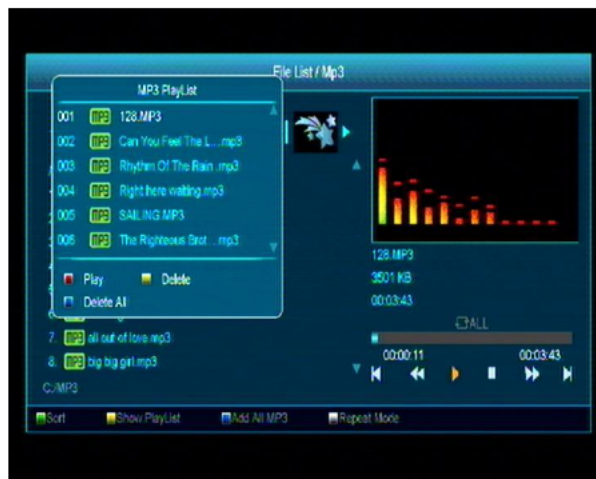 File List / Mp3
MP3 PlayList
001 MP3 128.MP3
002 MP3 Can You Feel The L....mp3
003 MP3 Rhythm Of The Rain .mp3
004 MP3 Right here waiting.mp3
005 MP3 SAILING.MP3
006 MP3 The Righteous Brot....mp3
Play Delete
Delete All
7. MP3 all out of love.mp3
8. MP3 big big girl.mp3
C:/MP3
128.MP3
3501 KB
00:03:43
ALL
00:00:11 00:03:43
Sort Show PlayList Add All MP3 Repeat Mode